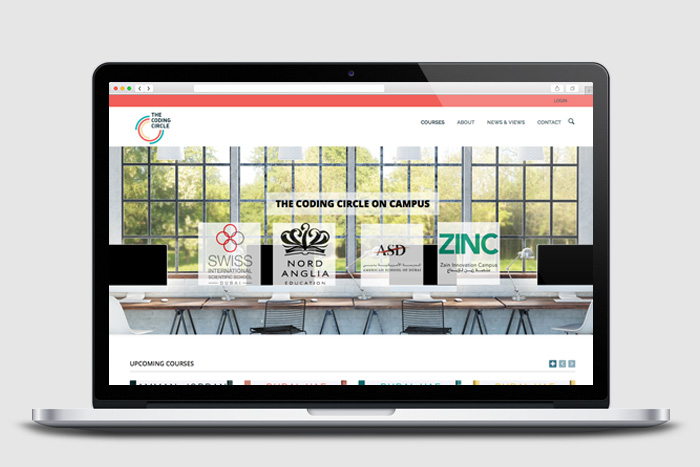 LOGIN
THE
CODING
CIRCLE
COURSES
ABOUT
NEWS & VIEWS
CONTACT
THE CODING CIRCLE ON CAMPUS
SWISS
INTERNATIONAL
SCIENTIFIC SCHOOL
DUBAI
NORD
ANGLIA
EDUCATION
ASD
AMERICAN SCHOOL OF DUBAI
ZINC
Zain Innovation Campus
UPCOMING COURSES